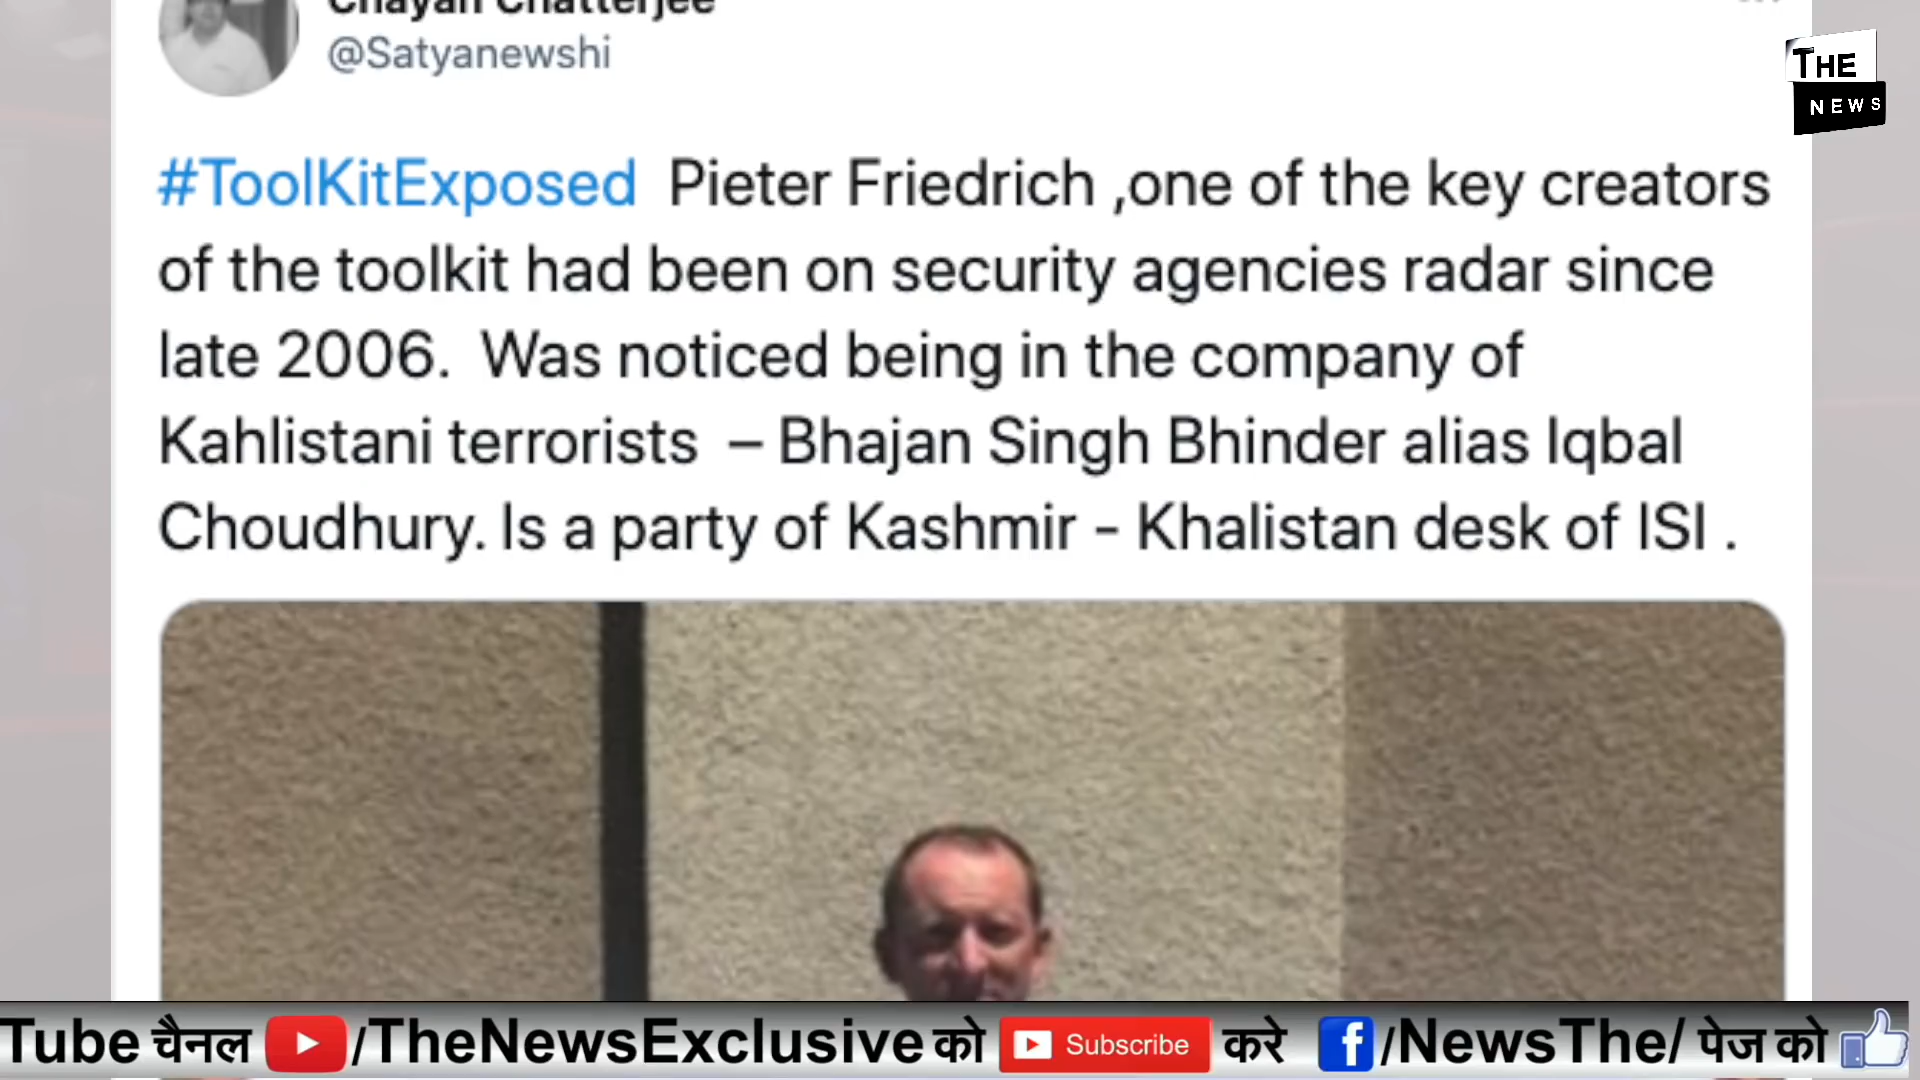 Chayan Chatterjee
@Satyanewshi
THE
NEWS
#ToolKitExposed Pieter Friedrich ,one of the key creators
of the toolkit had been on security agencies radar since
late 2006. Was noticed being in the company of
Kahlistani terrorists – Bhajan Singh Bhinder alias Iqbal
Choudhury. Is a party of Kashmir - Khalistan desk of ISI .
Tube चैनल /TheNewsExclusive को Subscribe करे f /NewsThe/ पेज को